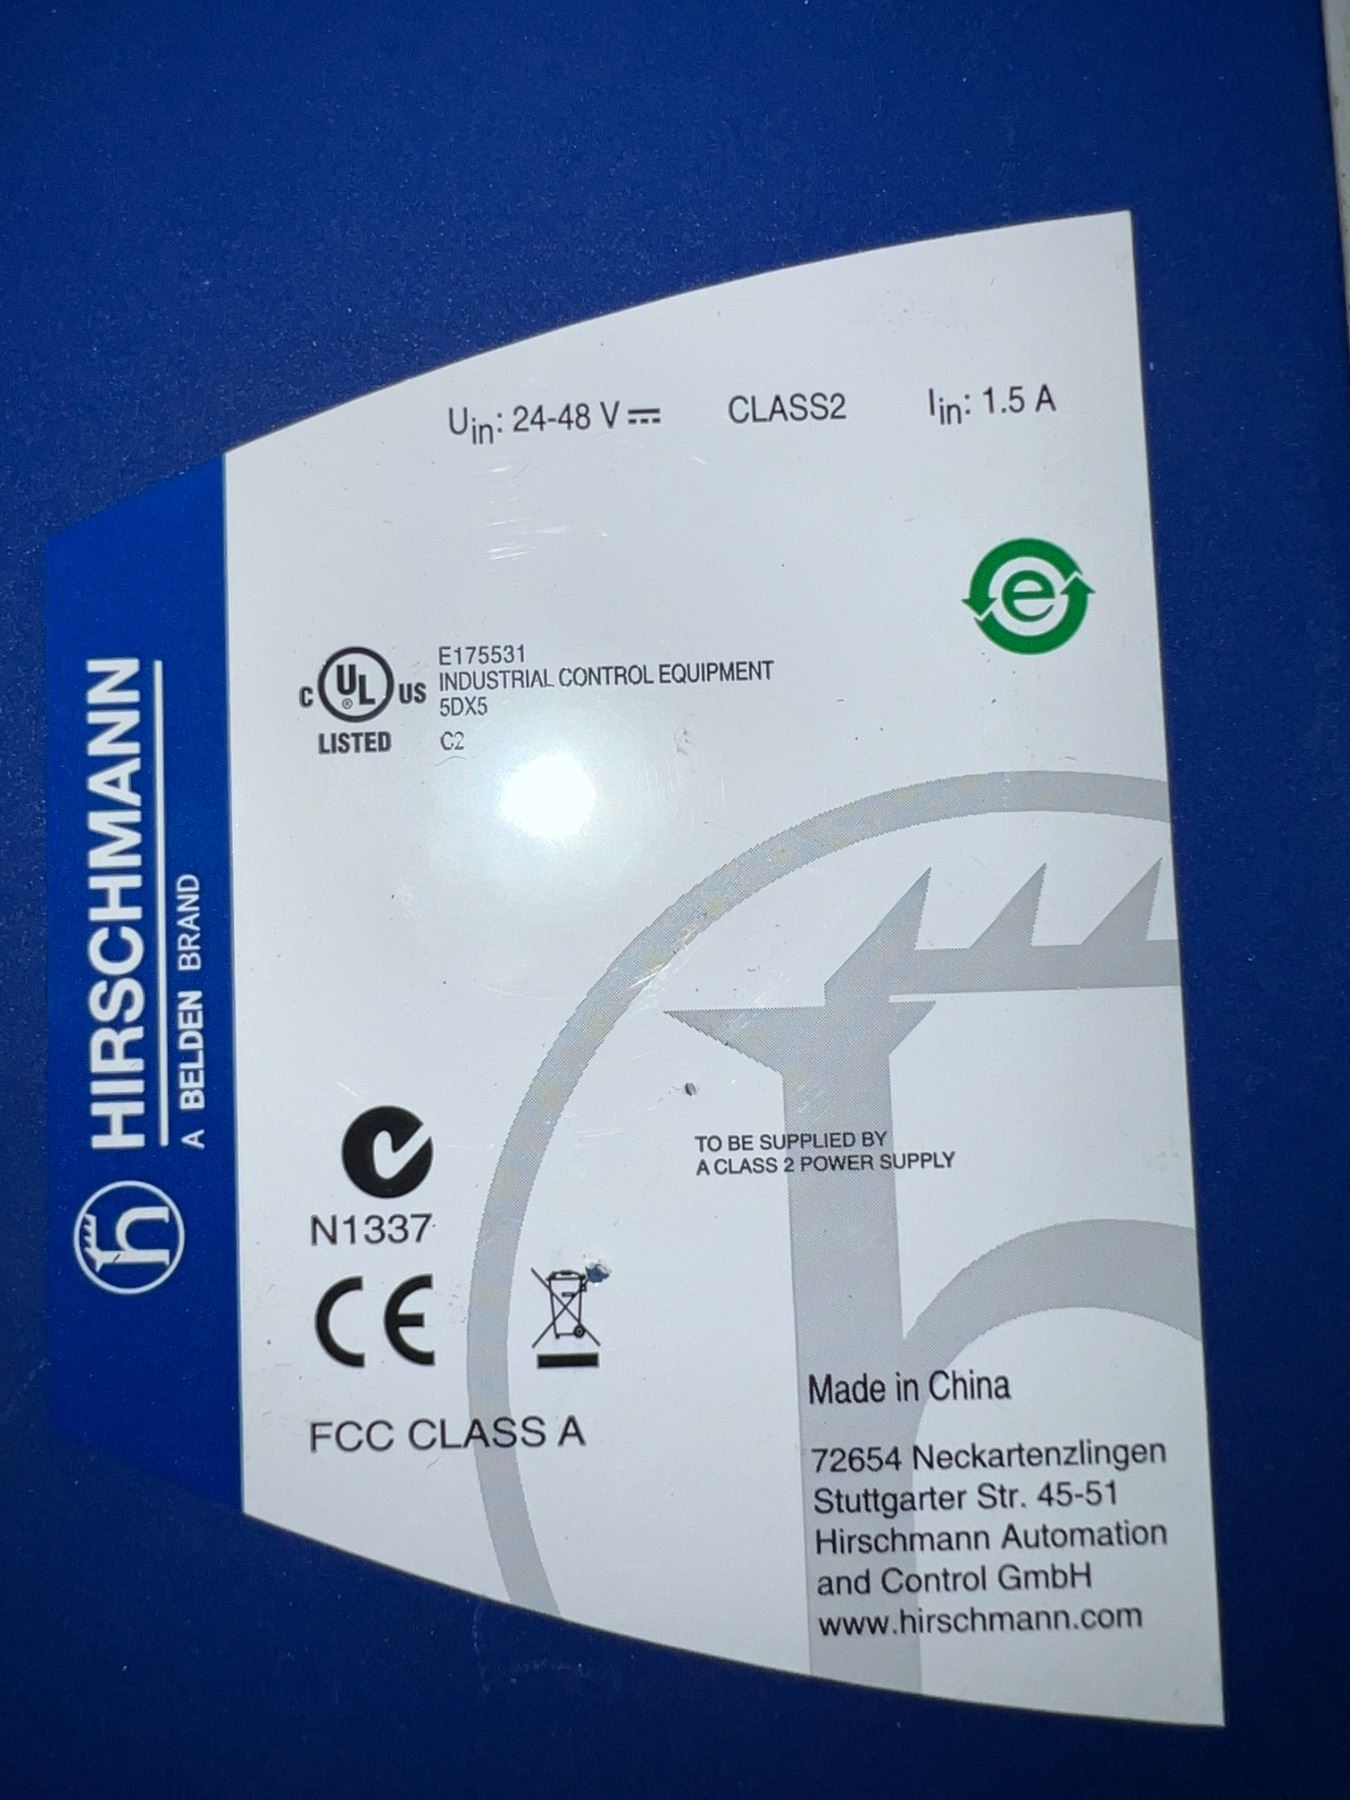 Uin: 24-48 V CLASS2 Iin: 1.5 A
e
C UL® US
LISTED
E175531
INDUSTRIAL CONTROL EQUIPMENT
5DX5
C2
HIRSCHMANN
A BELDEN BRAND
h
TO BE SUPPLIED BY
A CLASS 2 POWER SUPPLY
N1337
CE
FCC CLASS A
Made in China
72654 Neckartenzlingen
Stuttgarter Str. 45-51
Hirschmann Automation
and Control GmbH
www.hirschmann.com